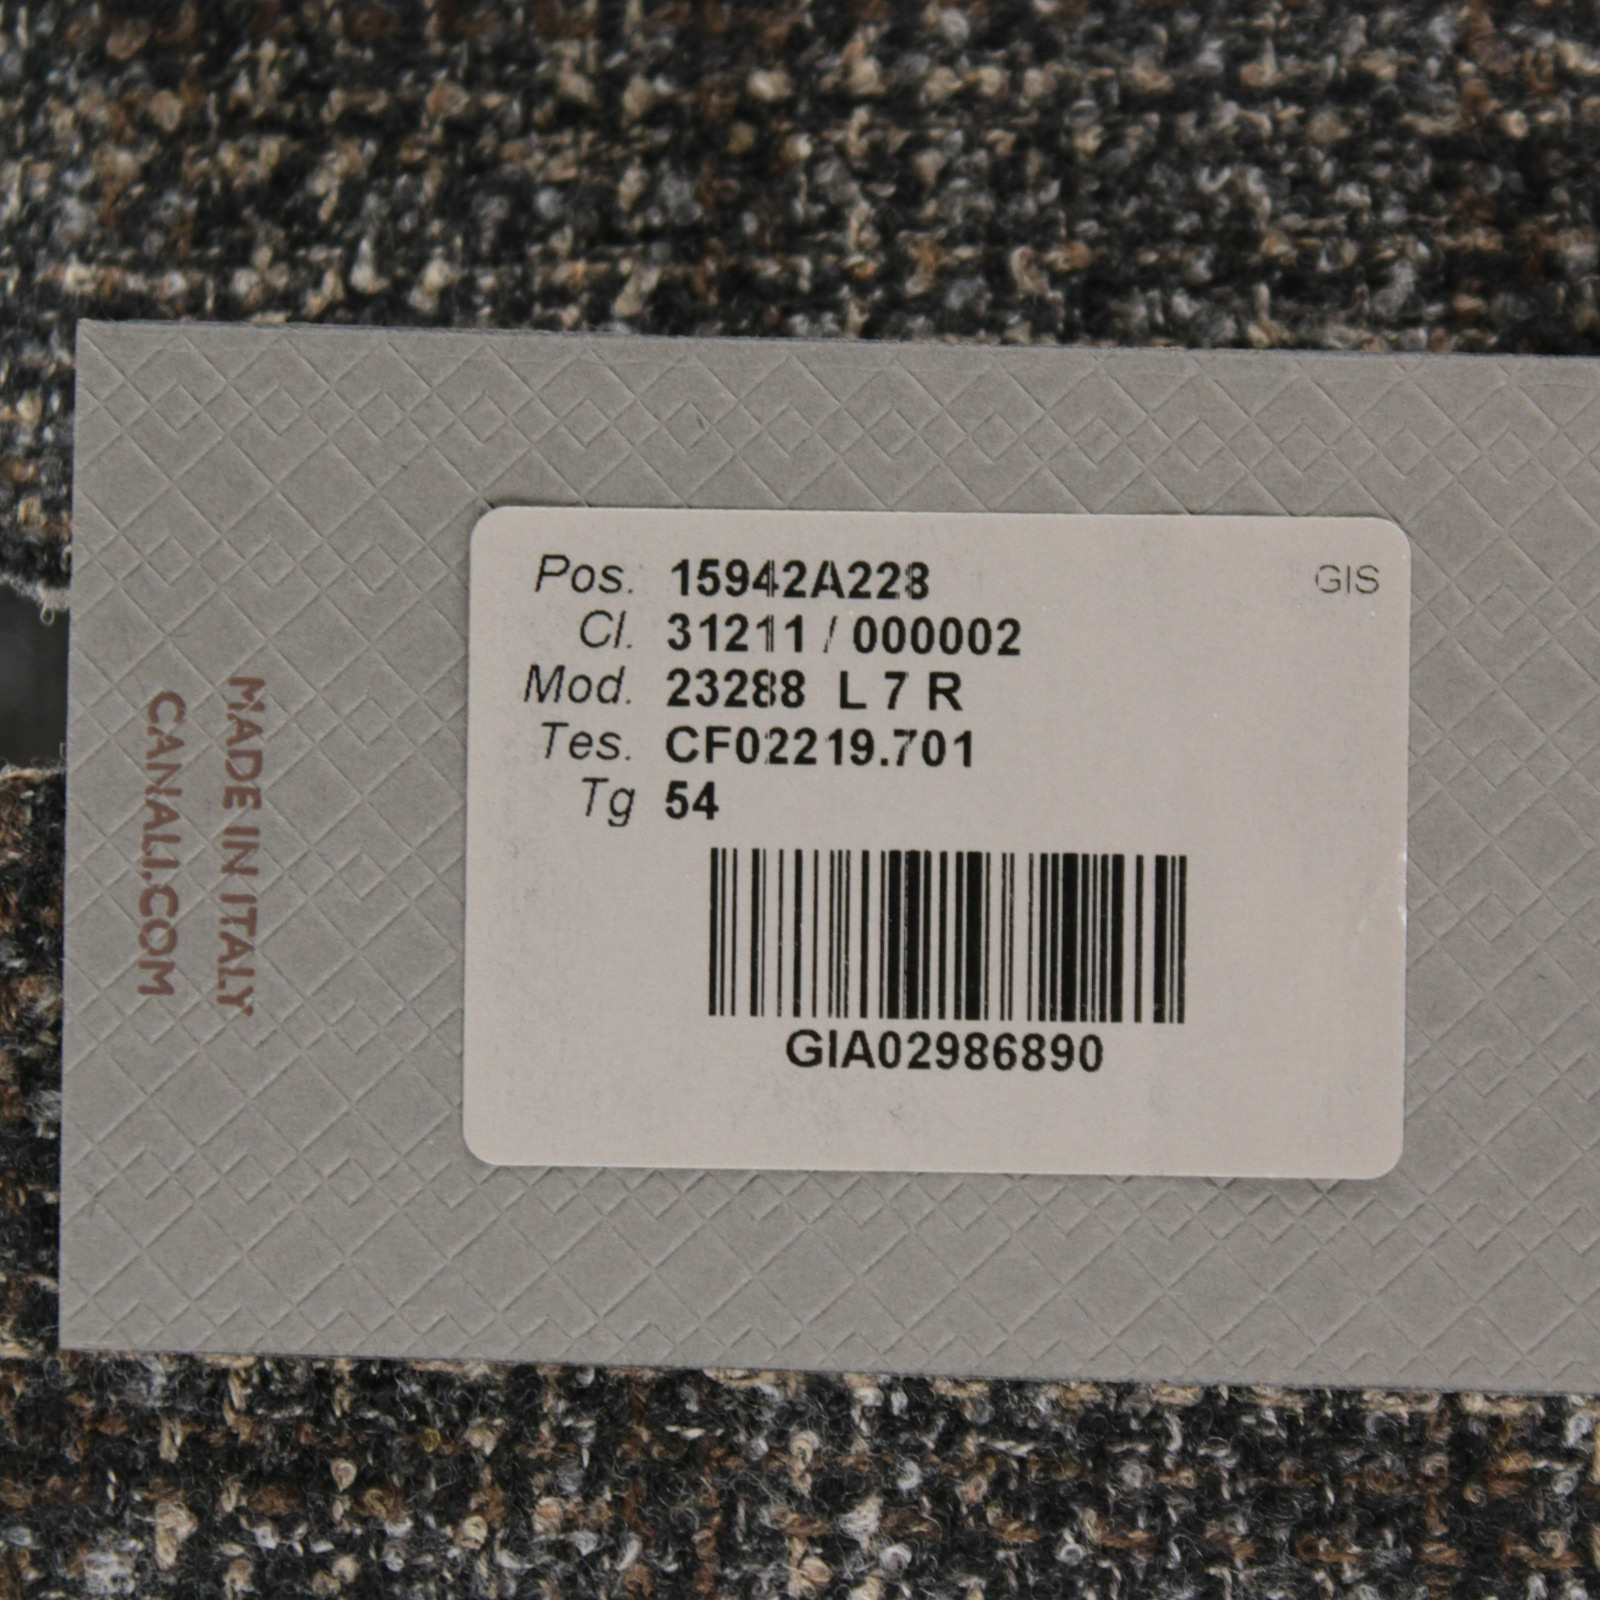 Pos. 15942A228
GIS
Cl. 31211 / 000002
Mod. 23288 L 7 R
Tes. CF02219.701
Tg 54
GIA02986890
MADE IN ITALY
CANALI.COM